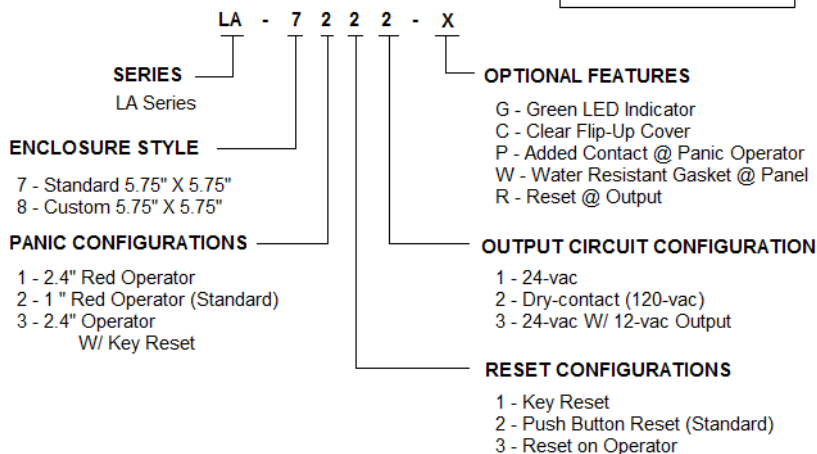 LA - 7 2 2 2 - X
SERIES
LA Series
ENCLOSURE STYLE
7 - Standard 5.75" X 5.75"
8 - Custom 5.75" X 5.75"
PANIC CONFIGURATIONS
1 - 2.4" Red Operator
2 - 1 " Red Operator (Standard)
3 - 2.4" Operator
W/ Key Reset
OPTIONAL FEATURES
G - Green LED Indicator
C - Clear Flip-Up Cover
P - Added Contact @ Panic Operator
W - Water Resistant Gasket @ Panel
R - Reset @ Output
OUTPUT CIRCUIT CONFIGURATION
1 - 24-vac
2 - Dry-contact (120-vac)
3 - 24-vac W/ 12-vac Output
RESET CONFIGURATIONS
1 - Key Reset
2 - Push Button Reset (Standard)
3 - Reset on Operator